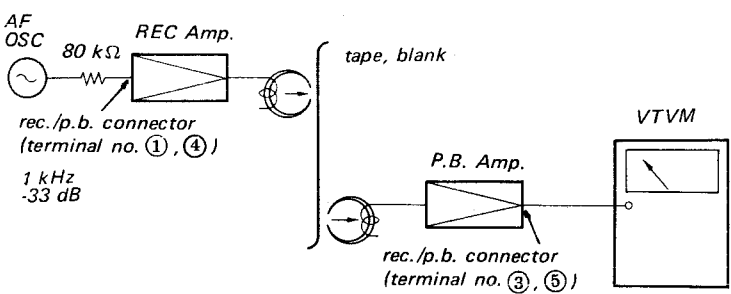 AF
OSC
80 kΩ
REC Amp.
tape, blank
rec./p.b. connector
(terminal no. ①, ④)
1 kHz
-33 dB
VTVM
P.B. Amp.
rec./p.b. connector
(terminal no. ③, ⑤)